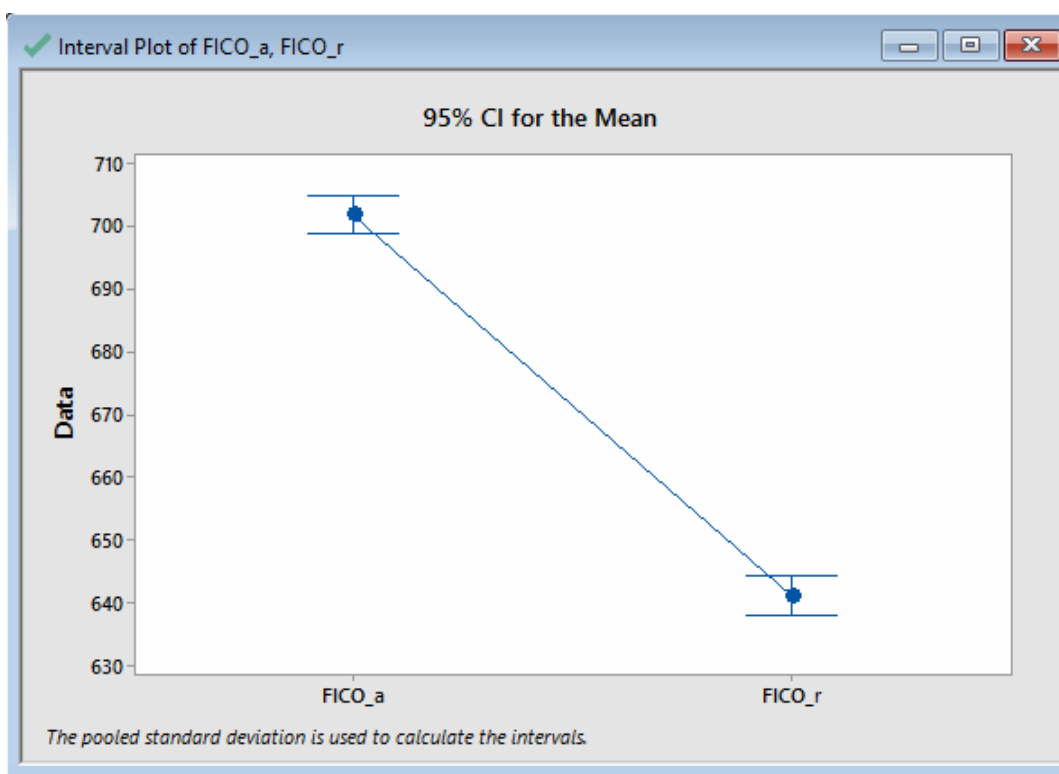 Interval Plot of FICO_a, FICO_r
95% CI for the Mean
710
700
690
680
670
660
650
640
630
Data
FICO_a FICO_r
The pooled standard deviation is used to calculate the intervals.